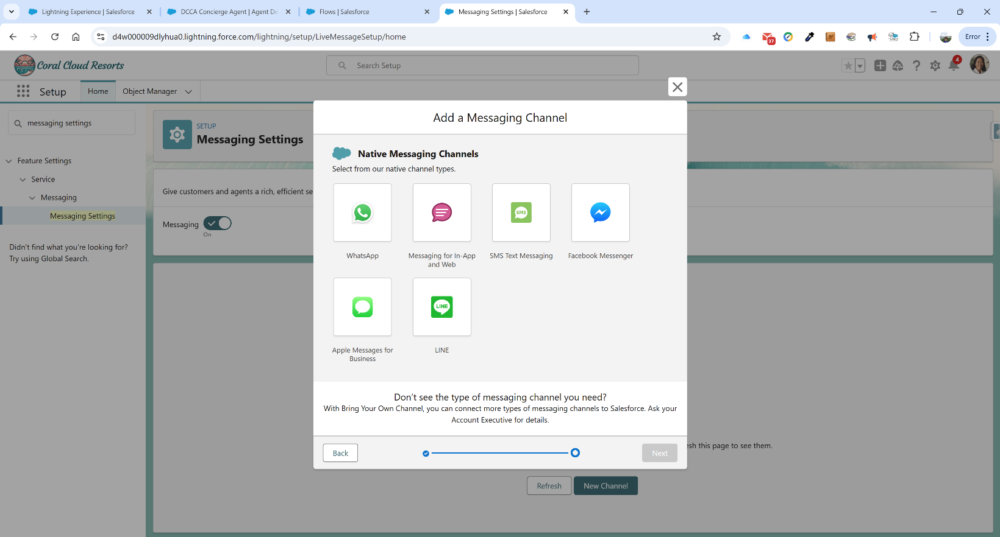 Lightning Experience | Salesforce
DCCA Concierge Agent | Agent De
Flows | Salesforce
Messaging Settings | Salesforce
d4w000009dlyhua0.lightning.force.com/lightning/setup/LiveMessageSetup/home
37
Error
Coral Cloud Resorts
Search Setup
4
Setup
Home
Object Manager
messaging settings
Feature Settings
Service
Messaging
Messaging Settings
Didn't find what you're looking for?
Try using Global Search.
SETUP
Messaging Settings
Give customers and agents a rich, efficient se
Messaging
On
Add a Messaging Channel
Native Messaging Channels
Select from our native channel types.
SMS
WhatsApp
Messaging for In-App
and Web
SMS Text Messaging
Facebook Messenger
LINE
Apple Messages for
Business
LINE
Don't see the type of messaging channel you need?
With Bring Your Own Channel, you can connect more types of messaging channels to Salesforce. Ask your
Account Executive for details.
Back
Next
esh this page to see them.
Refresh
New Channel